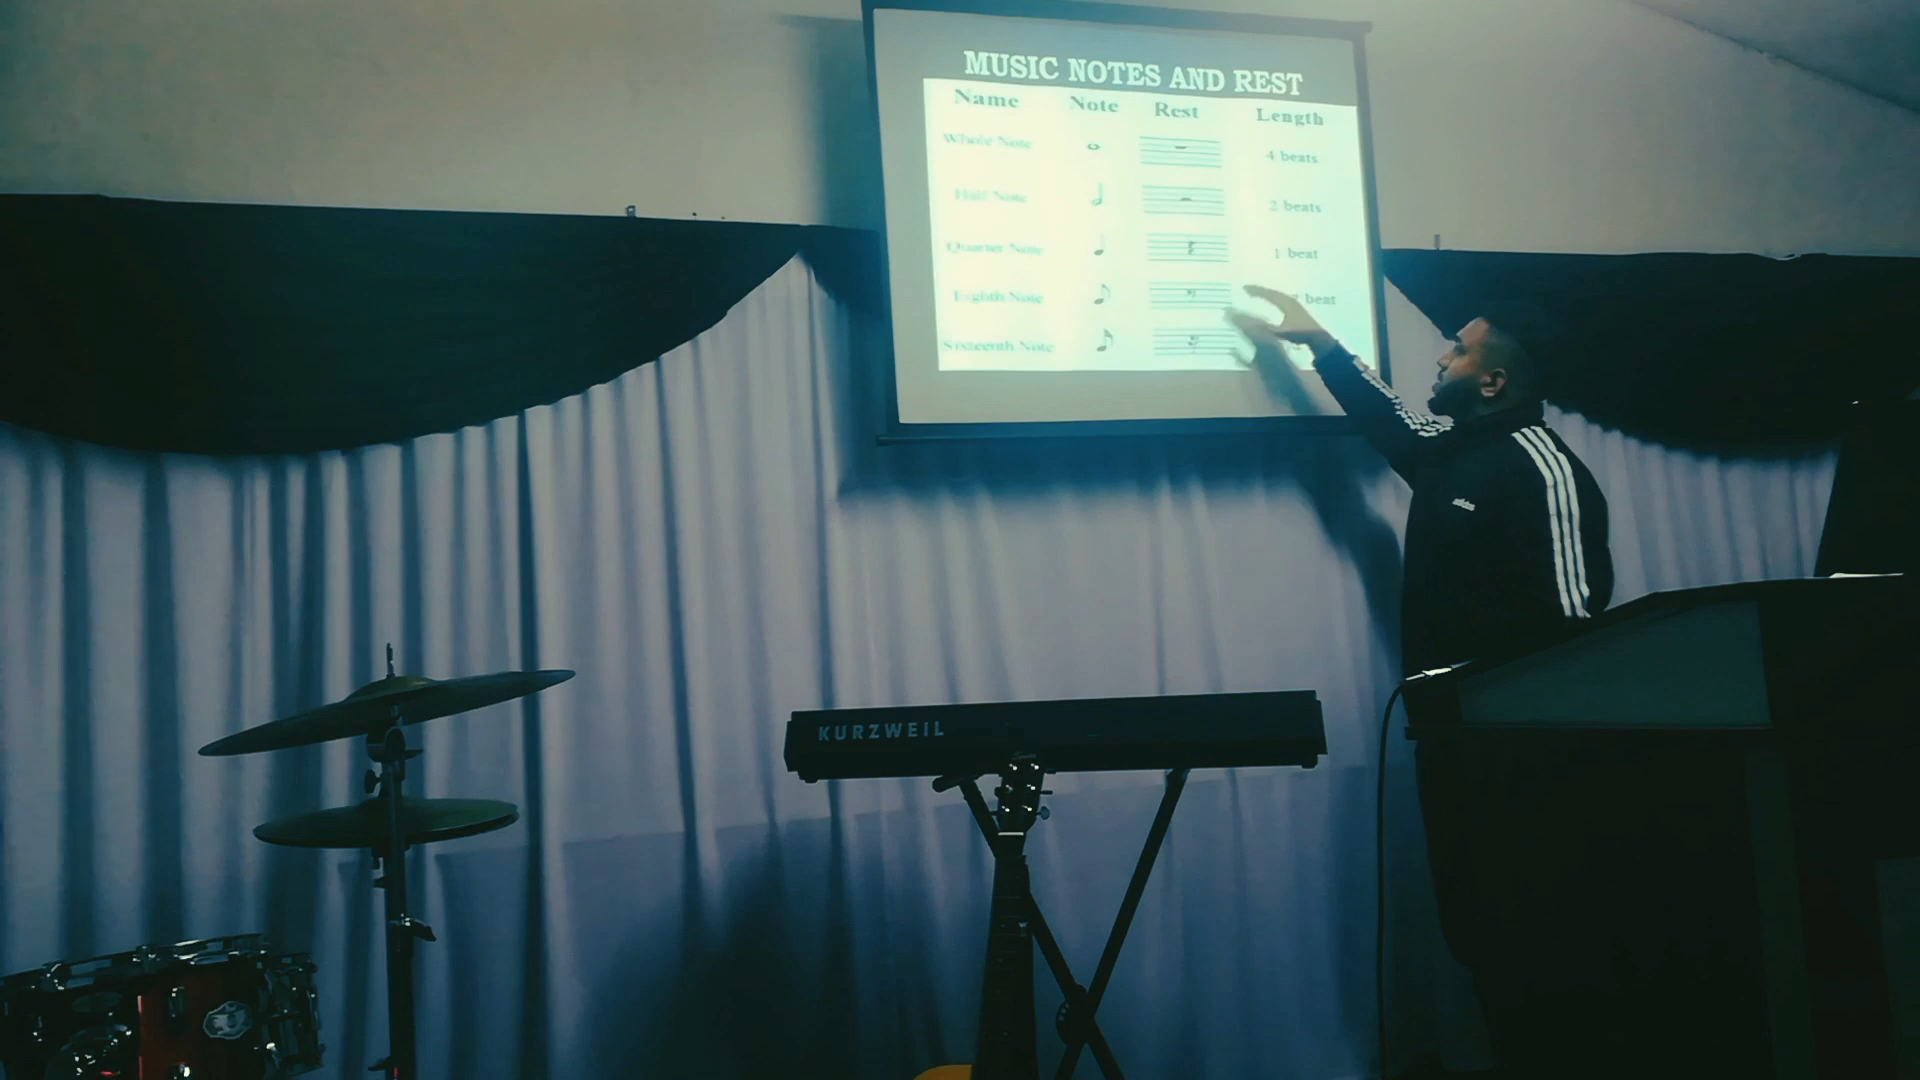 MUSIC NOTES AND REST
Name Note Rest Length
Whole Note 4 beats
Half Note 2 beats
Quarter Note 1 beat
Eighth Note beat
Sixteenth Note
adidas
KURZWEIL